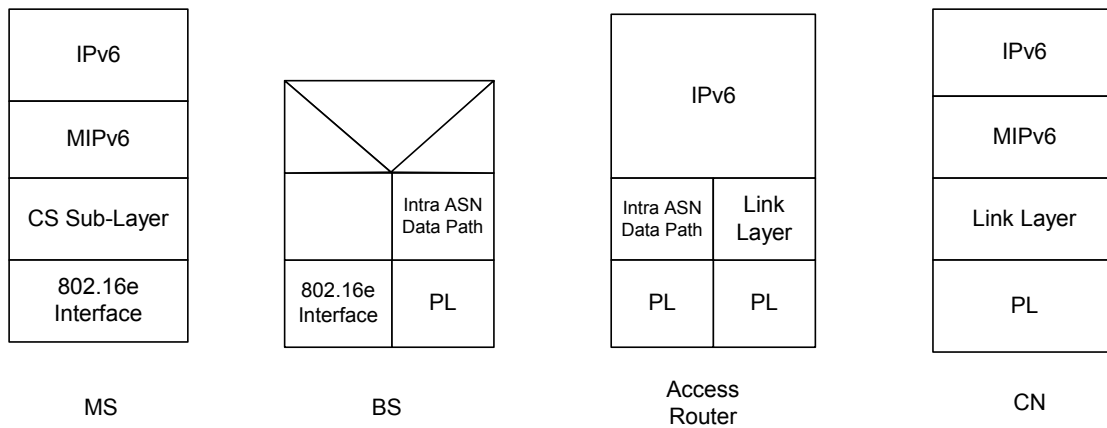 IPv6
MIPv6
CS Sub-Layer
802.16e
Interface
MS
Intra ASN
Data Path
802.16e
Interface
PL
BS
IPv6
Intra ASN
Data Path
Link
Layer
PL
PL
Access
Router
IPv6
MIPv6
Link Layer
PL
CN